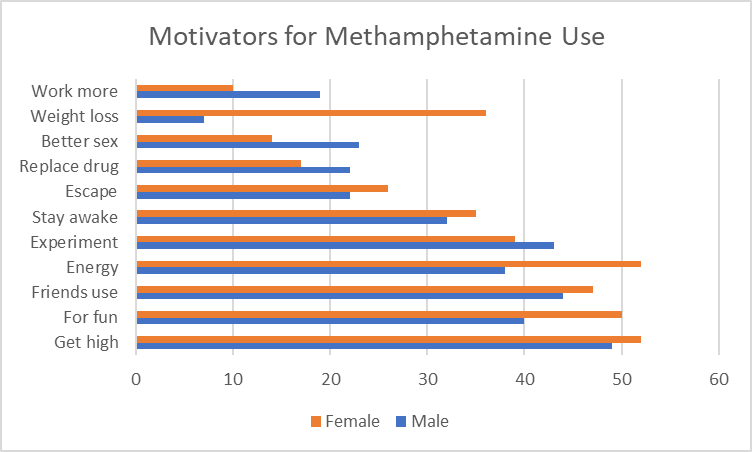 Motivators for Methamphetamine Use
Work more
Weight loss
Better sex
Replace drug
Escape
Stay awake
Experiment
Energy
Friends use
For fun
Get high
0 10 20 30 40 50 60
Female Male